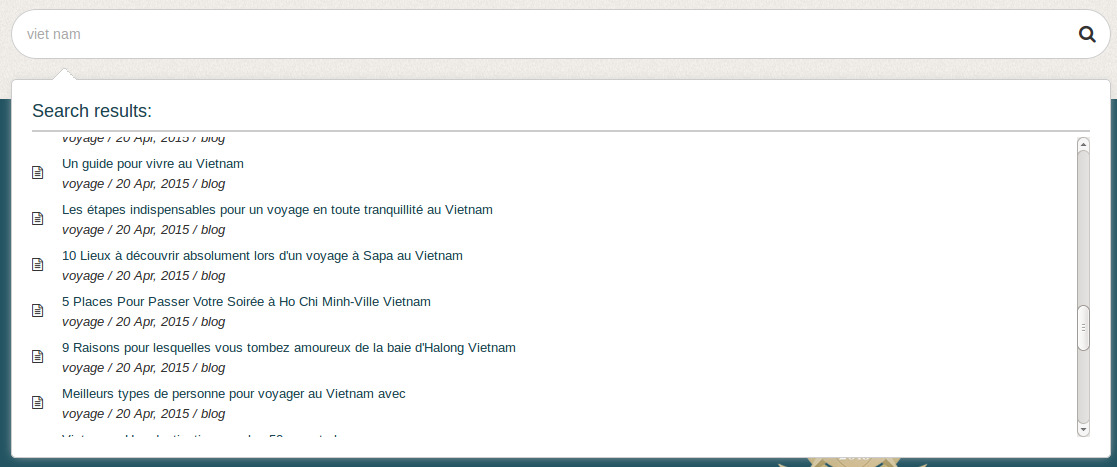 viet nam
Search results:
voyage / 20 Apr, 2015 / blog
Un guide pour vivre au Vietnam
voyage / 20 Apr, 2015 / blog
Les étapes indispensables pour un voyage en toute tranquillité au Vietnam
voyage / 20 Apr, 2015 / blog
10 Lieux à découvrir absolument lors d'un voyage à Sapa au Vietnam
voyage / 20 Apr, 2015 / blog
5 Places Pour Passer Votre Soirée à Ho Chi Minh-Ville Vietnam
voyage / 20 Apr, 2015 / blog
9 Raisons pour lesquelles vous tombez amoureux de la baie d'Halong Vietnam
voyage / 20 Apr, 2015 / blog
Meilleurs types de personne pour voyager au Vietnam avec
voyage / 20 Apr, 2015 / blog